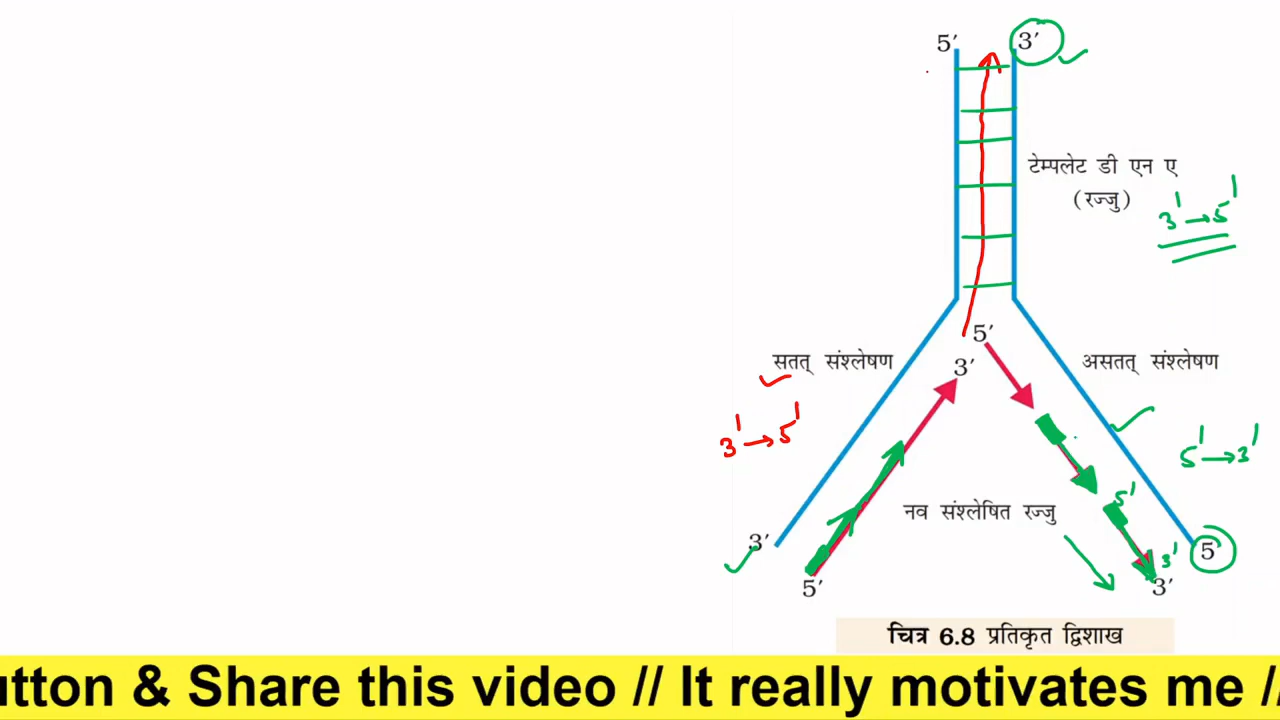 5′ 3′
टेम्पलेट डी एन ए
(रज्जु)
3' → 5'
5′
सतत् संश्लेषण
3′
असतत् संश्लेषण
3' → 5'
5' → 3'
5'
नव संश्लेषित रज्जु
3′
5′
3'
5′
3′
चित्र 6.8 प्रतिकृत द्विशाख
utton & Share this video // It really motivates me //